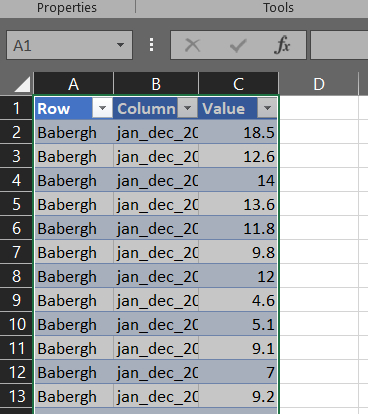 Properties Tools
A1 fx
A B C D
1 Row Column Value
2 Babergh jan_dec_20 18.5
3 Babergh jan_dec_20 12.6
4 Babergh jan_dec_20 14
5 Babergh jan_dec_20 13.6
6 Babergh jan_dec_20 11.8
7 Babergh jan_dec_20 9.8
8 Babergh jan_dec_20 12
9 Babergh jan_dec_20 4.6
10 Babergh jan_dec_20 5.1
11 Babergh jan_dec_20 9.1
12 Babergh jan_dec_20 7
13 Babergh jan_dec_20 9.2